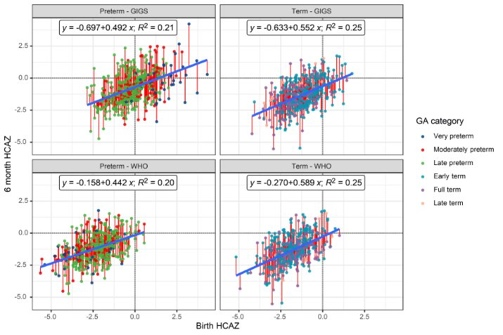 Preterm - GIGS
Term - GIGS
y = -0.697+0.492 x; R² = 0.21
y = -0.633+0.552 x; R² = 0.25
2.5
0.0
-2.5
-5.0
Preterm - WHO
Term - WHO
y = -0.158+0.442 x; R² = 0.20
y = -0.270+0.589 x; R² = 0.25
2.5
0.0
-2.5
-5.0
6 month HCAZ
-5.0
-2.5
0.0
2.5
-5.0
-2.5
0.0
2.5
Birth HCAZ
GA category
Very preterm
Moderately preterm
Late preterm
Early term
Full term
Late term